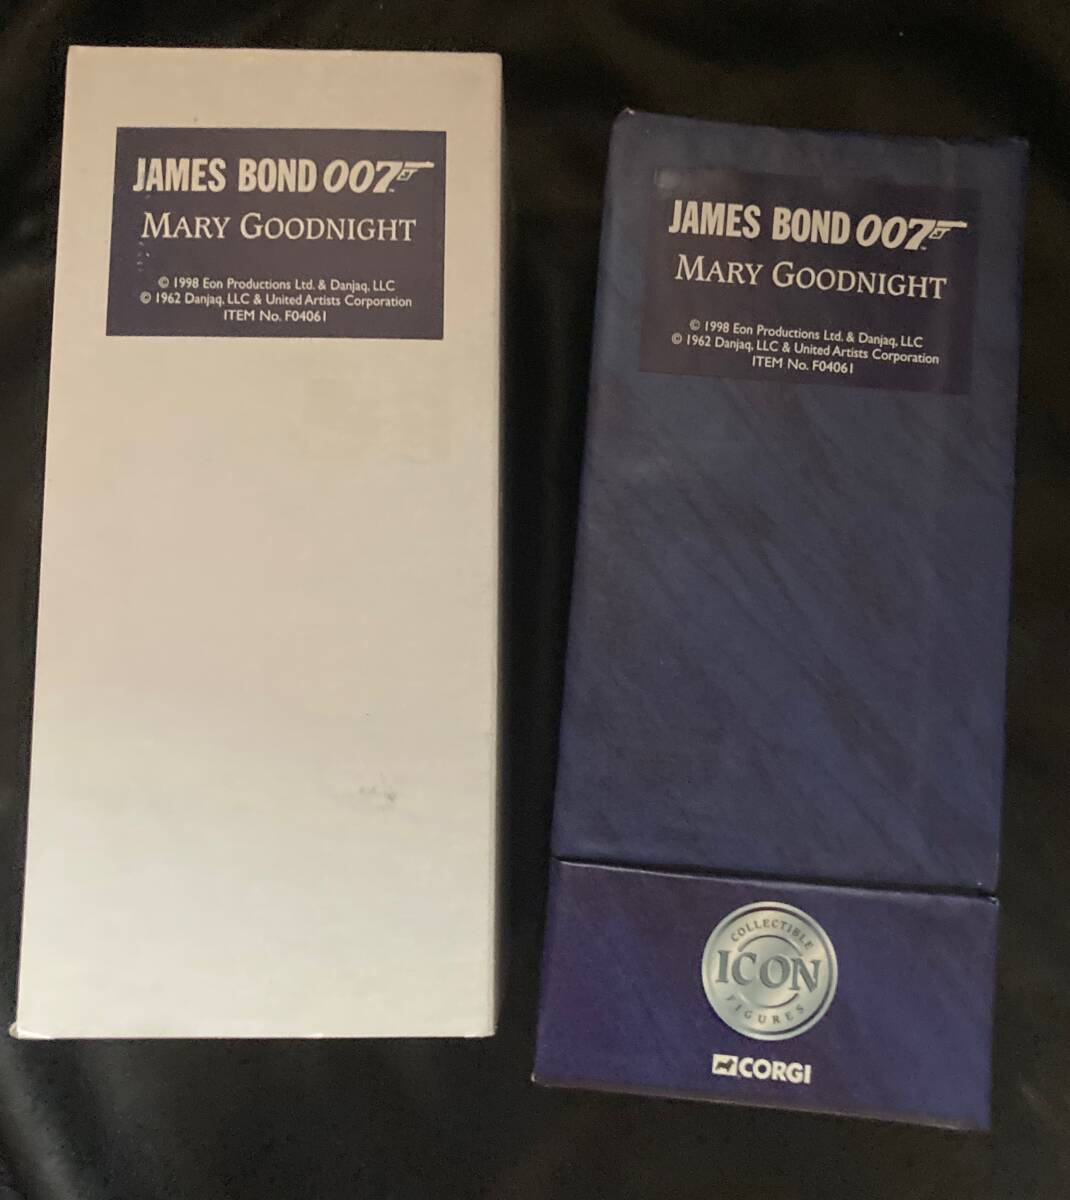 JAMES BOND 007
MARY GOODNIGHT
© 1998 Eon Productions Ltd. & Danjaq, LLC
© 1962 Danjaq, LLC & United Artists Corporation
ITEM No. F04061
JAMES BOND 007
MARY GOODNIGHT
© 1998 Eon Productions Ltd. & Danjaq, LLC
© 1962 Danjaq, LLC & United Artists Corporation
ITEM No. F04061
COLLECTIBLE
ICON
FIGURES
CORGI